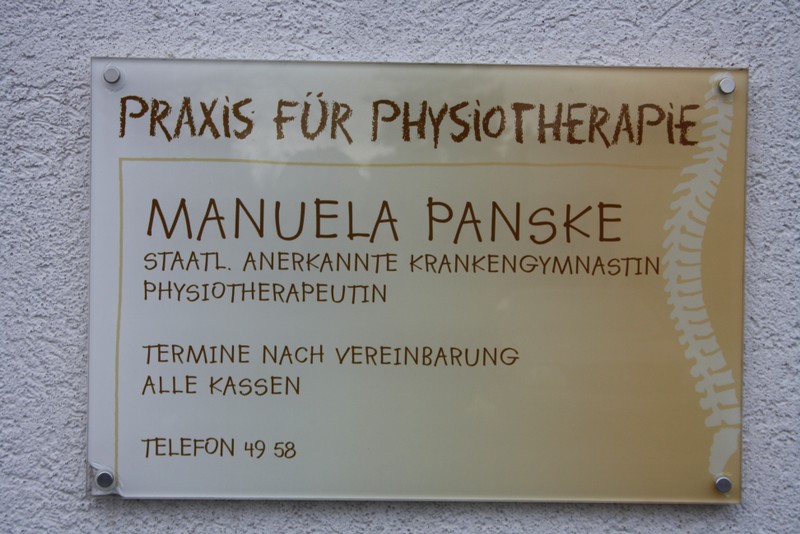 PRAXIS FÜR PHYSIOTHERAPIE
MANUELA PANSKE
STAATL. ANERKANNTE KRANKENGYMNASTIN
PHYSIOTHERAPEUTIN
TERMINE NACH VEREINBARUNG
ALLE KASSEN
TELEFON 49 58